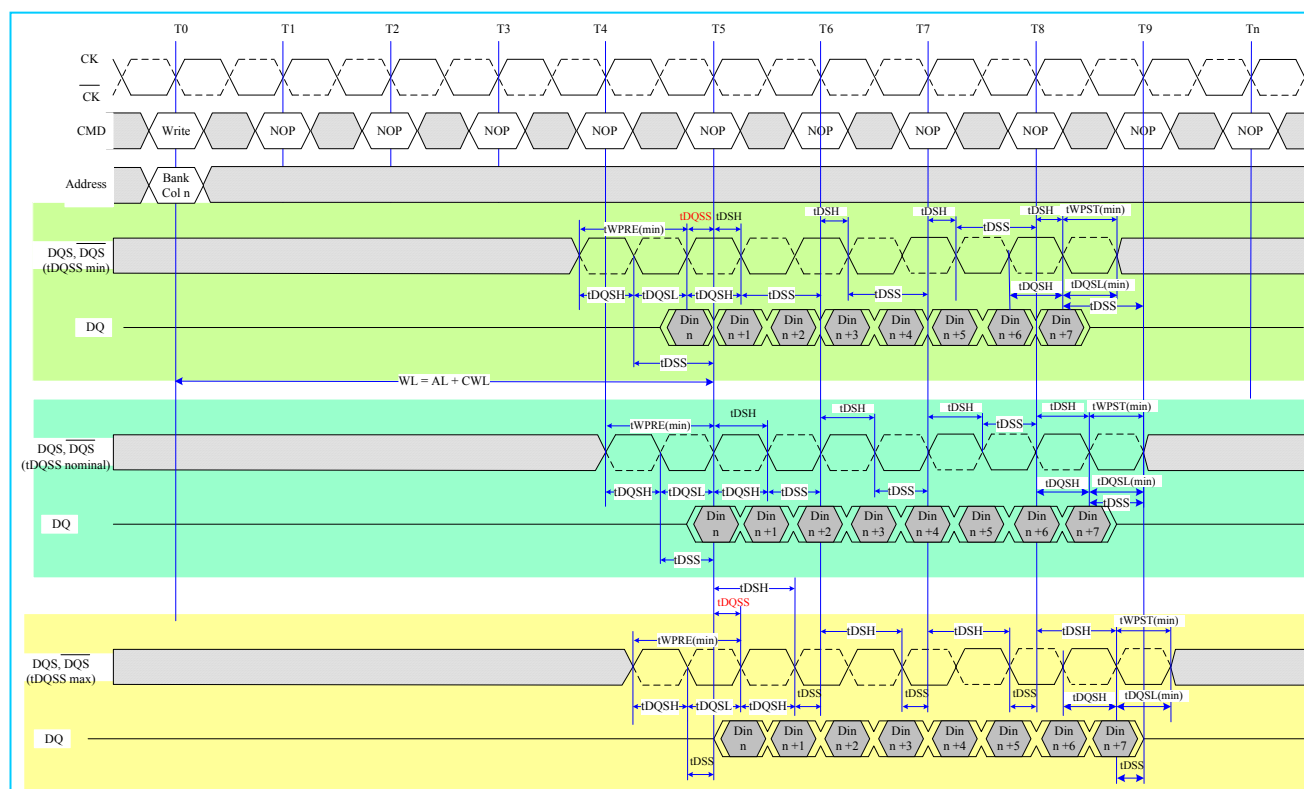 T0 T1 T2 T3 T4 T5 T6 T7 T8 T9 Tn
CK
CK
CMD Write NOP NOP NOP NOP NOP NOP NOP NOP NOP NOP
Address Bank
Col n
tDQSS tDSH tDSH tDSH tDSH tWPST(min)
tWPRE(min) tDSS
DQS, DQS
(tDQSS min)
tDQSH tDQSL tDQSH tDSS tDSS tDQSH tDQSL(min)
tDSS
DQ Din Din Din Din Din Din Din Din
n n +1 n +2 n +3 n +4 n +5 n +6 n +7
tDSS
WL = AL + CWL
tWPRE(min) tDSH tDSH tDSH tDSH tWPST(min)
tDSS
DQS, DQS
(tDQSS nominal)
tDQSH tDQSL tDQSH tDSS tDSS tDQSH tDQSL(min)
tDSS
DQ Din Din Din Din Din Din Din Din
n n +1 n +2 n +3 n +4 n +5 n +6 n +7
tDSS
tDSH
tDQSS
tWPRE(min) tDSH tDSH tDSH tWPST(min)
DQS, DQS
(tDQSS max)
tDSS tDSS tDSS
tDQSH tDQSL tDQSH tDQSH tDQSL(min)
DQ Din Din Din Din Din Din Din Din
n n +1 n +2 n +3 n +4 n +5 n +6 n +7
tDSS tDSS